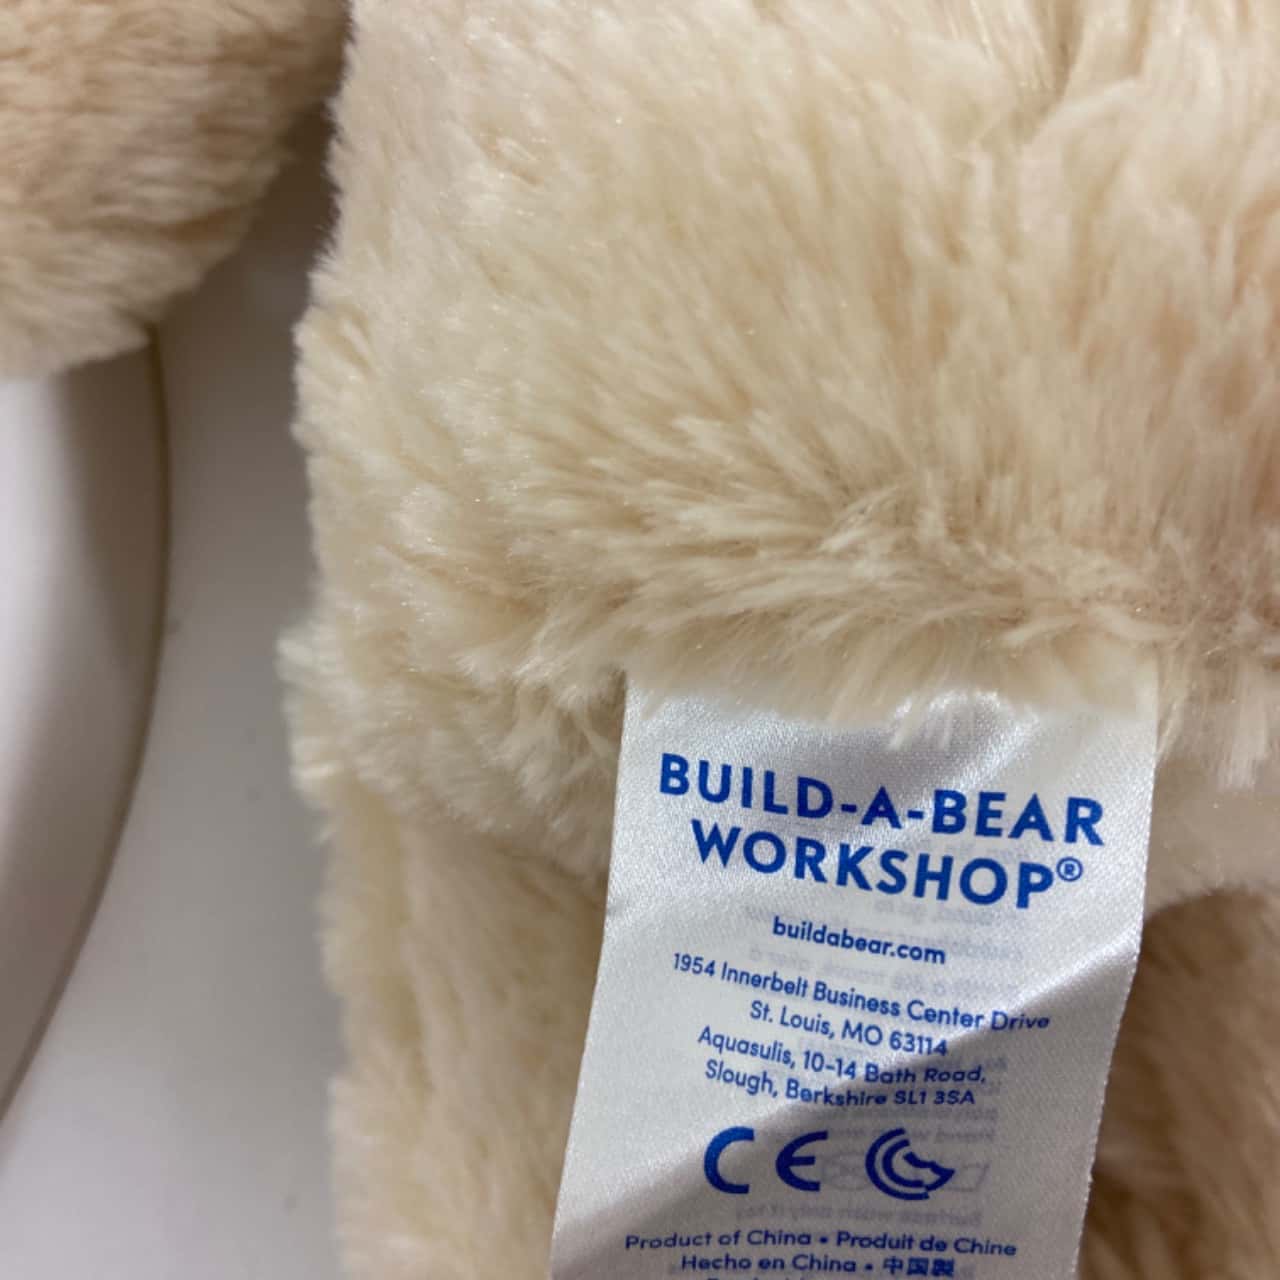 BUILD-A-BEAR
WORKSHOP®
buildabear.com
1954 Innerbelt Business Center Drive
St. Louis, MO 63114
Aquasulis, 10-14 Bath Road,
Slough, Berkshire SL1 3SA
CE
Product of China • Produit de Chine
Hecho en China • 中国製